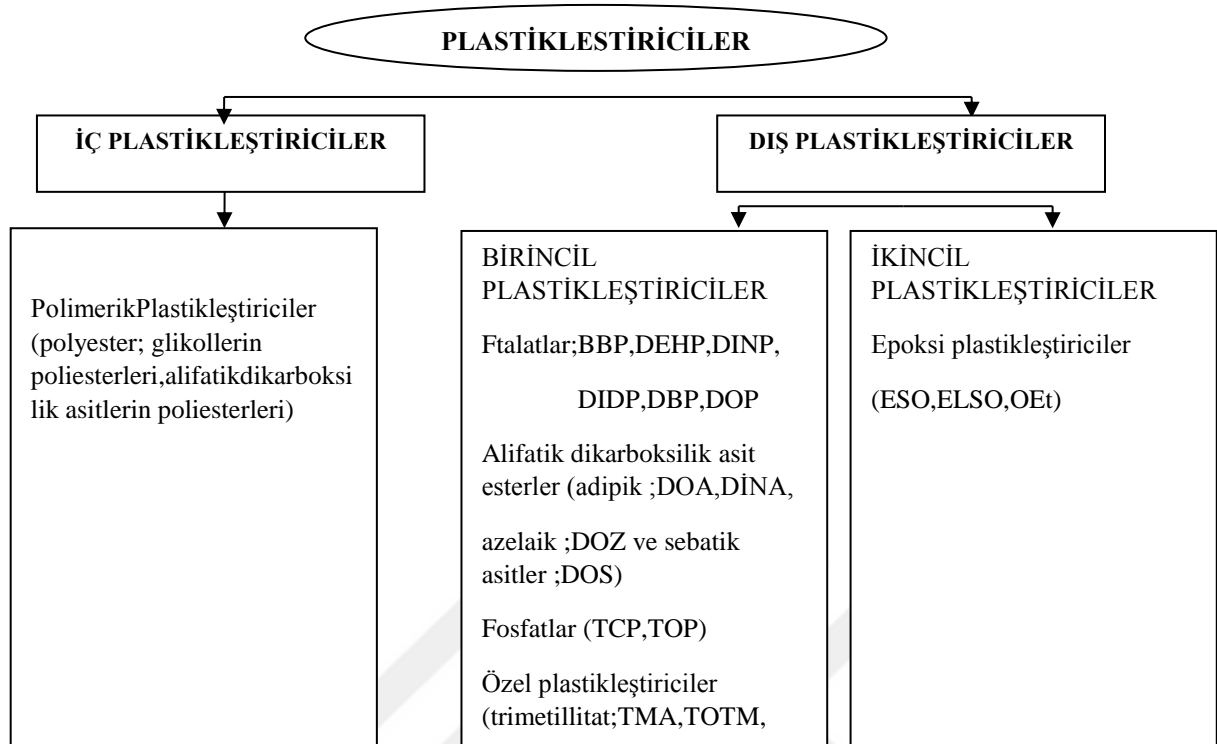 PLASTİKLESTİRİCİLER
İÇ PLASTİKLEŞTİRİCİLER
DIŞ PLASTİKLEŞTİRİCİLER
PolimerikPlastikleştiriciler
(polyester; glikollerin
poliesterleri,alifatikdikarboksi
lik asitlerin poliesterleri)
BİRİNCİL
PLASTİKLEŞTİRİCİLER
Ftalatlar;BBP,DEHP,DINP,
DIDP,DBP,DOP
Alifatik dikarboksilik asit
esterler (adipik ;DOA,DİNA,
azelaik ;DOZ ve sebatik
asitler ;DOS)
Fosfatlar (TCP,TOP)
Özel plastikleştiriciler
(trimetillitat;TMA,TOTM,
İKİNCİL
PLASTİKLEŞTİRİCİLER
Epoksi plastikleştiriciler
(ESO,ELSO,OEt)